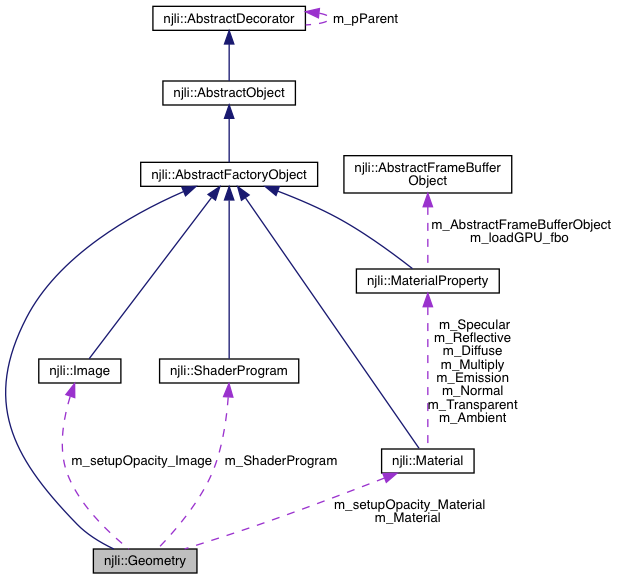 njli::AbstractDecorator
m_pParent
njli::AbstractObject
njli::AbstractFactoryObject
njli::AbstractFrameBuffer
Object
m_AbstractFrameBufferObject
m_loadGPU_fbo
njli::MaterialProperty
m_Specular
m_Reflective
m_Diffuse
m_Multiply
m_Emission
m_Normal
m_Transparent
m_Ambient
njli::Image
njli::ShaderProgram
m_setupOpacity_Image
m_ShaderProgram
njli::Material
m_setupOpacity_Material
m_Material
njli::Geometry